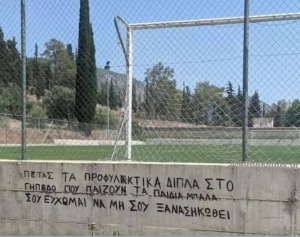 ΠΕΤΑΣ ΤΑ ΠΡΟΦΥΛΑΚΤΙΚΑ ΔΙΠΛΑ ΣΤΟ
ΓΗΠΕΔΟ ΠΟΥ ΠΑΙΖΟΥΝ ΤΑ ΠΑΙΔΙΑ ΜΠΑΛΑ
ΣΟΥ ΕΥΧΟΜΑΙ ΝΑ ΜΗ ΣΟΥ ΞΑΝΑΣΗΚΩΘΕΙ